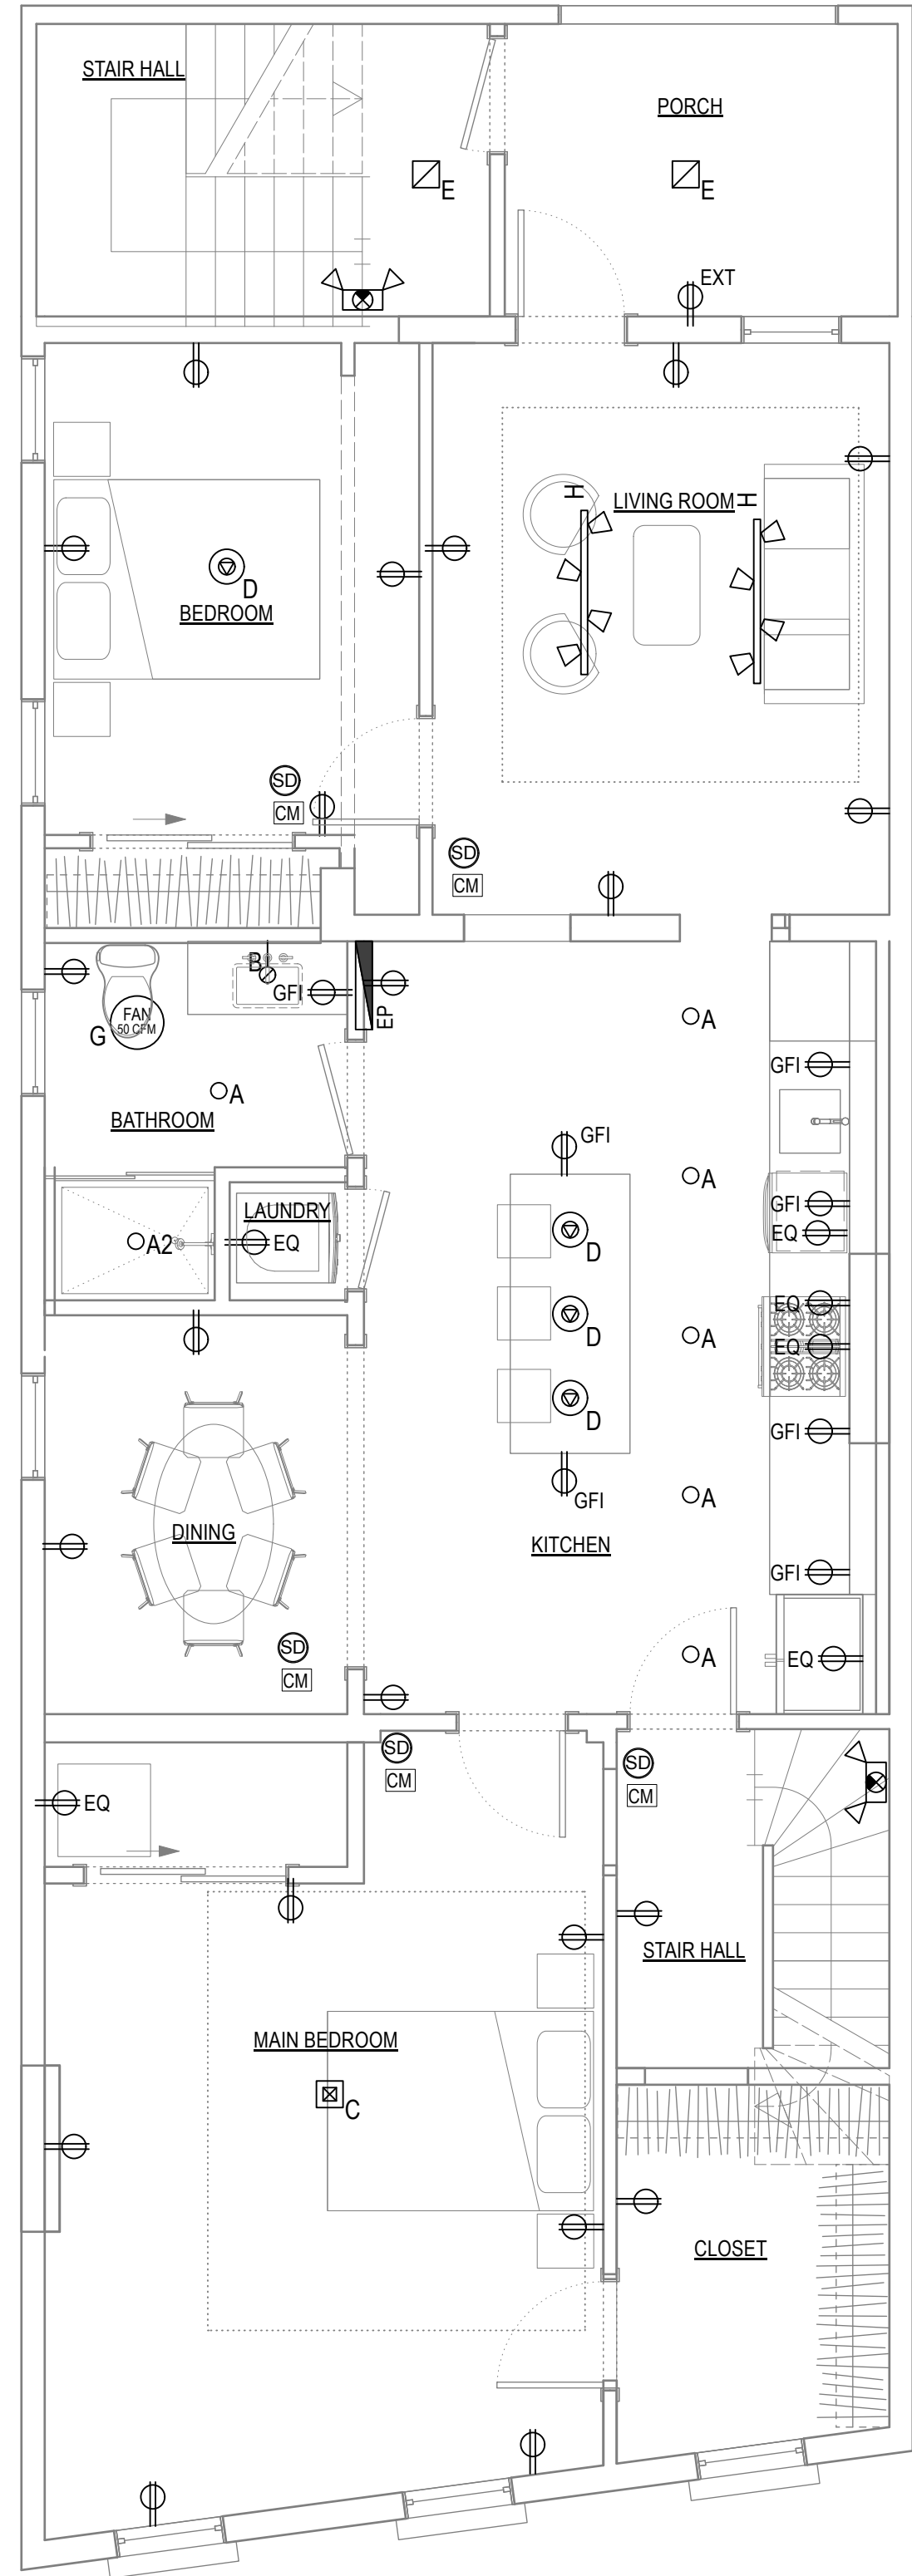 STAIR HALL
PORCH
E
E
EXT
H
LIVING ROOM
H
D
BEDROOM
SD
CM
SD
CM
B
GFI
FAN
50 CFM
G
EP
A
GFI
A
BATHROOM
GFI
A
GFI
LAUNDRY
EQ
A2
EQ
D
EQ
D
A
EQ
D
GFI
GFI
A
DINING
KITCHEN
GFI
SD
CM
A
EQ
SD
CM
SD
CM
EQ
STAIR HALL
MAIN BEDROOM
C
CLOSET